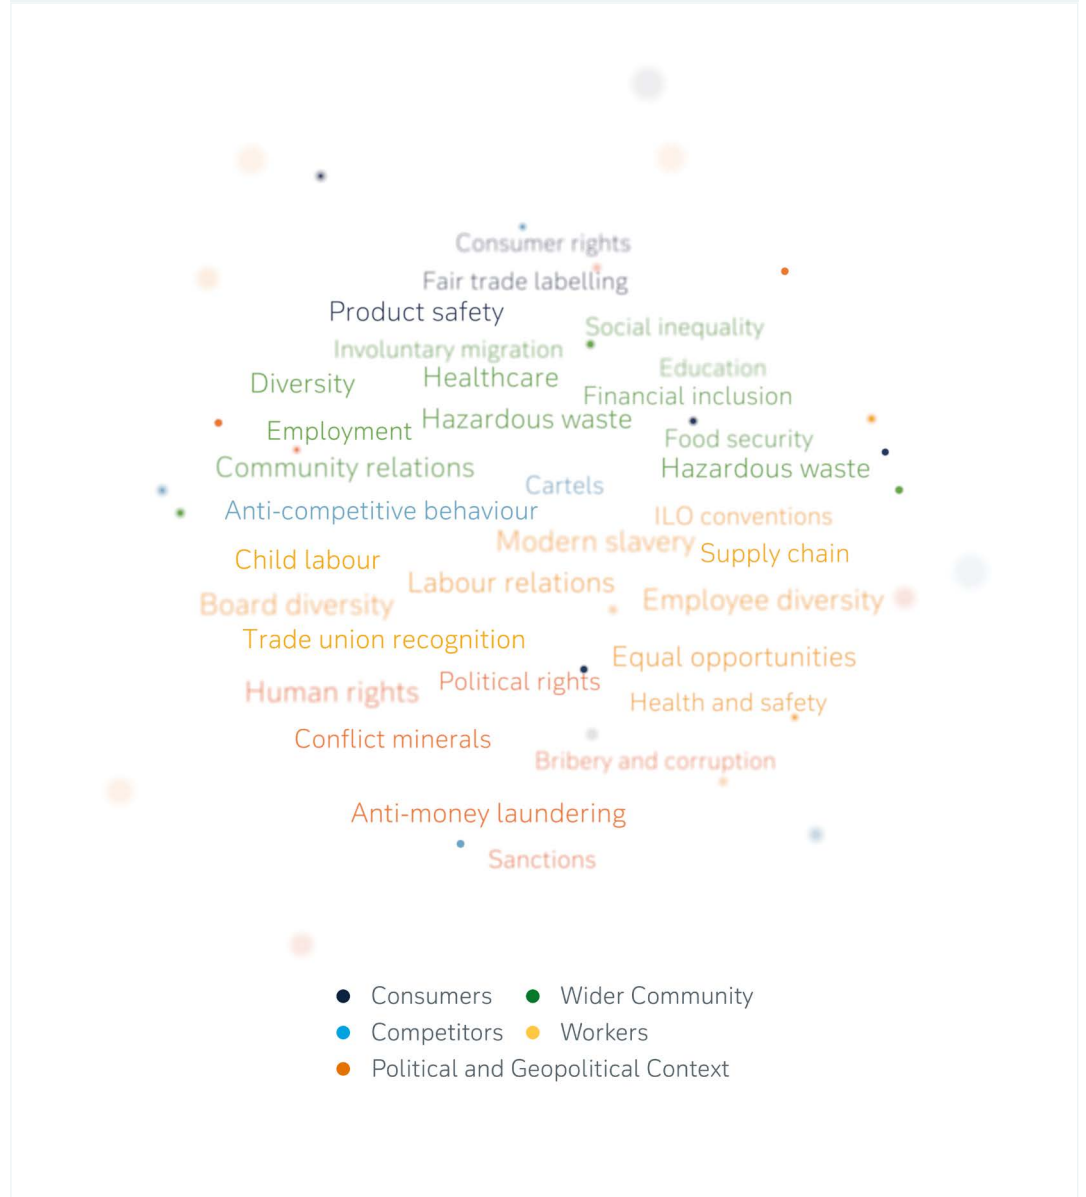 Consumer rights
Fair trade labelling
Product safety
Social inequality
Involuntary migration
Education
Diversity
Healthcare
Financial inclusion
Hazardous waste
Employment
Food security
Community relations
Hazardous waste
Cartels
Anti-competitive behaviour
ILO conventions
Modern slavery
Supply chain
Child labour
Labour relations
Board diversity
Employee diversity
Trade union recognition
Equal opportunities
Political rights
Human rights
Health and safety
Conflict minerals
Bribery and corruption
Anti-money laundering
Sanctions
Consumers
Wider Community
Competitors
Workers
Political and Geopolitical Context